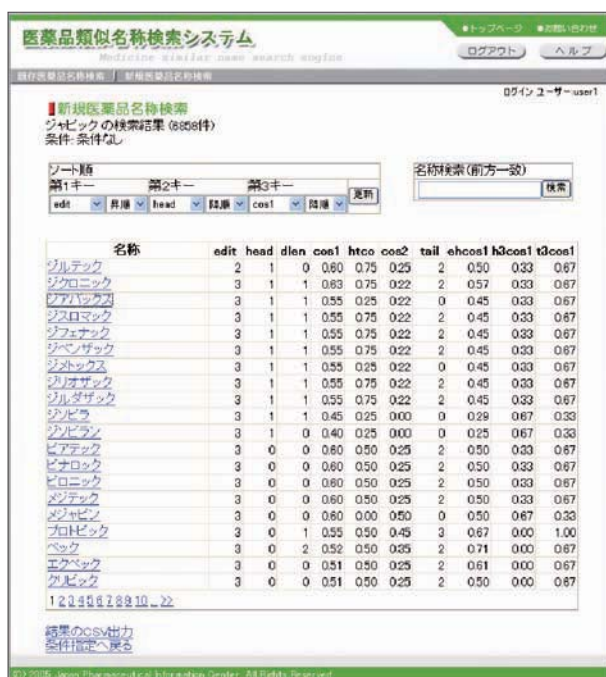 ●トップページ ●お問い合わせ
医薬品類似名称検索システム
Medicine similar name search engine
ログアウト ヘルプ
既存医薬品名称検索 | 新規医薬品名称検索
ログイン ユーザー:user1
新規医薬品名称検索
ジャビック の検索結果 (6858件)
条件: 条件なし
ソート順
第1キー 第2キー 第3キー
edit 昇順 head 降順 cos1 降順 更新
名称検索(前方一致)
検索
名称 edit head dlen cos1 htco cos2 tail ehcos1 h3cos1 t3cos1
ジルテック 2 1 0 0.60 0.75 0.25 2 0.50 0.33 0.67
ジクロニック 3 1 1 0.63 0.75 0.22 2 0.57 0.33 0.67
ジアバックス 3 1 1 0.55 0.25 0.22 0 0.45 0.33 0.67
ジスロマック 3 1 1 0.55 0.75 0.22 2 0.45 0.33 0.67
ジフェナック 3 1 1 0.55 0.75 0.22 2 0.45 0.33 0.67
ジベンザック 3 1 1 0.55 0.75 0.22 2 0.45 0.33 0.67
ジメトックス 3 1 1 0.55 0.25 0.22 0 0.45 0.33 0.67
ジリオザック 3 1 1 0.55 0.75 0.22 2 0.45 0.33 0.67
ジルダザック 3 1 1 0.55 0.75 0.22 2 0.45 0.33 0.67
ジソピラ 3 1 1 0.45 0.25 0.00 0 0.29 0.67 0.33
ジソピラン 3 1 0 0.40 0.25 0.00 0 0.25 0.67 0.33
ピアテック 3 0 0 0.60 0.50 0.25 2 0.50 0.33 0.67
ピナロック 3 0 0 0.60 0.50 0.25 2 0.50 0.33 0.67
ピロニック 3 0 0 0.60 0.50 0.25 2 0.50 0.33 0.67
メジテック 3 0 0 0.60 0.50 0.25 2 0.50 0.33 0.67
メジャピン 3 0 0 0.60 0.00 0.50 0 0.50 0.67 0.33
プロトピック 3 0 1 0.55 0.50 0.45 3 0.67 0.00 1.00
ベック 3 0 2 0.52 0.50 0.35 2 0.71 0.00 0.67
エクベック 3 0 0 0.51 0.50 0.25 2 0.61 0.00 0.67
クリビック 3 0 0 0.51 0.50 0.25 2 0.50 0.00 0.67
1 2 3 4 5 6 7 8 9 10 ... >>
結果のCSV出力
条件指定へ戻る
(C) 2005 Japan Pharmaceutical Information Center. All Rights Reserved.